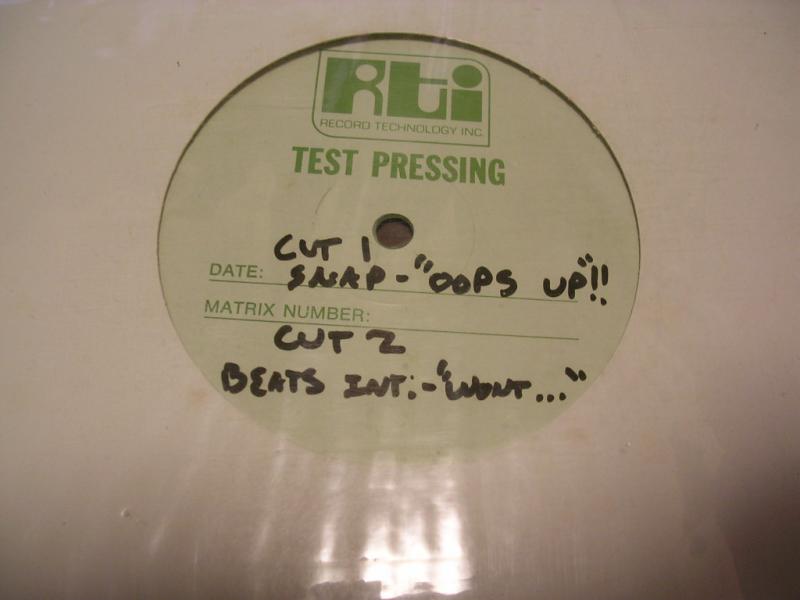 Rti
RECORD TECHNOLOGY INC.
TEST PRESSING
CUT 1
DATE: SNAP - "OOPS UP"!!
MATRIX NUMBER:
CUT 2
BEATS INT. - "WONT..."